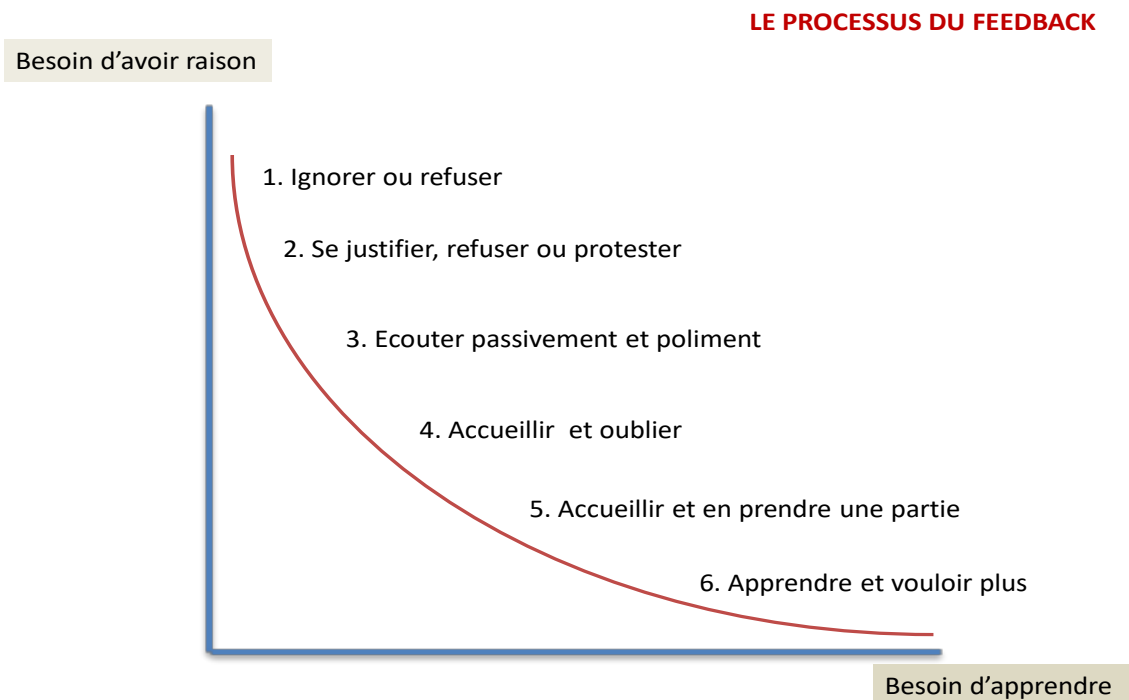 LE PROCESSUS DU FEEDBACK
Besoin d’avoir raison
1. Ignorer ou refuser
2. Se justifier, refuser ou protester
3. Ecouter passivement et poliment
4. Accueillir  et oublier
5. Accueillir et en prendre une partie
6. Apprendre et vouloir plus
Besoin d’apprendre